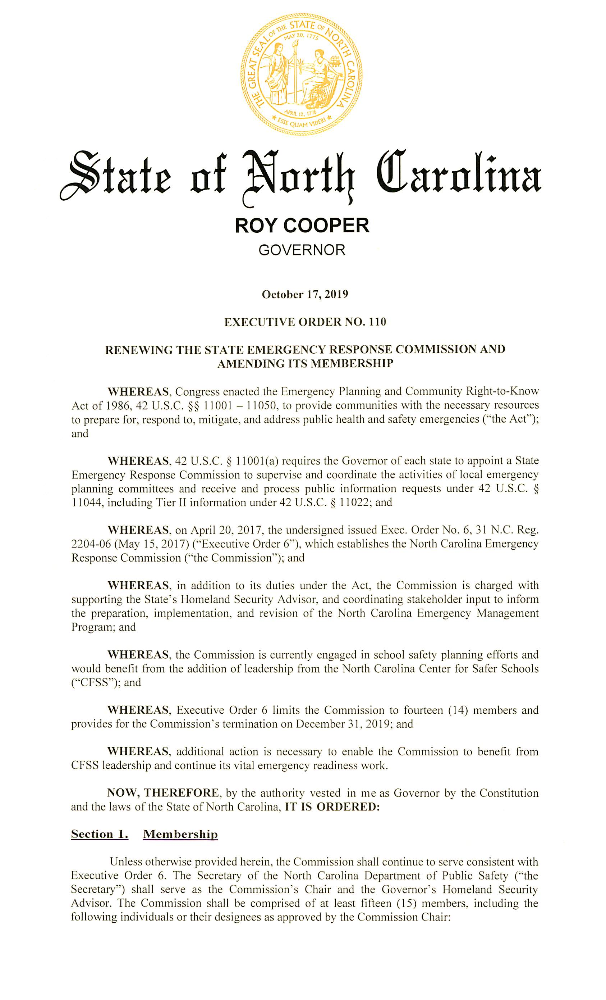 THE GREAT SEAL OF THE STATE OF NORTH CAROLINA
MAY 20, 1775
APRIL 12, 1776
★ ESSE QUAM VIDERI ★
State of North Carolina
ROY COOPER
GOVERNOR
October 17, 2019
EXECUTIVE ORDER NO. 110
RENEWING THE STATE EMERGENCY RESPONSE COMMISSION AND
AMENDING ITS MEMBERSHIP
WHEREAS, Congress enacted the Emergency Planning and Community Right-to-Know
Act of 1986, 42 U.S.C. §§ 11001 – 11050, to provide communities with the necessary resources
to prepare for, respond to, mitigate, and address public health and safety emergencies (“the Act”);
and
WHEREAS, 42 U.S.C. § 11001(a) requires the Governor of each state to appoint a State
Emergency Response Commission to supervise and coordinate the activities of local emergency
planning committees and receive and process public information requests under 42 U.S.C. §
11044, including Tier II information under 42 U.S.C. § 11022; and
WHEREAS, on April 20, 2017, the undersigned issued Exec. Order No. 6, 31 N.C. Reg.
2204-06 (May 15, 2017) (“Executive Order 6”), which establishes the North Carolina Emergency
Response Commission (“the Commission”); and
WHEREAS, in addition to its duties under the Act, the Commission is charged with
supporting the State’s Homeland Security Advisor, and coordinating stakeholder input to inform
the preparation, implementation, and revision of the North Carolina Emergency Management
Program; and
WHEREAS, the Commission is currently engaged in school safety planning efforts and
would benefit from the addition of leadership from the North Carolina Center for Safer Schools
(“CFSS”); and
WHEREAS, Executive Order 6 limits the Commission to fourteen (14) members and
provides for the Commission’s termination on December 31, 2019; and
WHEREAS, additional action is necessary to enable the Commission to benefit from
CFSS leadership and continue its vital emergency readiness work.
NOW, THEREFORE, by the authority vested in me as Governor by the Constitution
and the laws of the State of North Carolina, IT IS ORDERED:
Section 1. Membership
Unless otherwise provided herein, the Commission shall continue to serve consistent with
Executive Order 6. The Secretary of the North Carolina Department of Public Safety (“the
Secretary”) shall serve as the Commission’s Chair and the Governor’s Homeland Security
Advisor. The Commission shall be comprised of at least fifteen (15) members, including the
following individuals or their designees as approved by the Commission Chair: